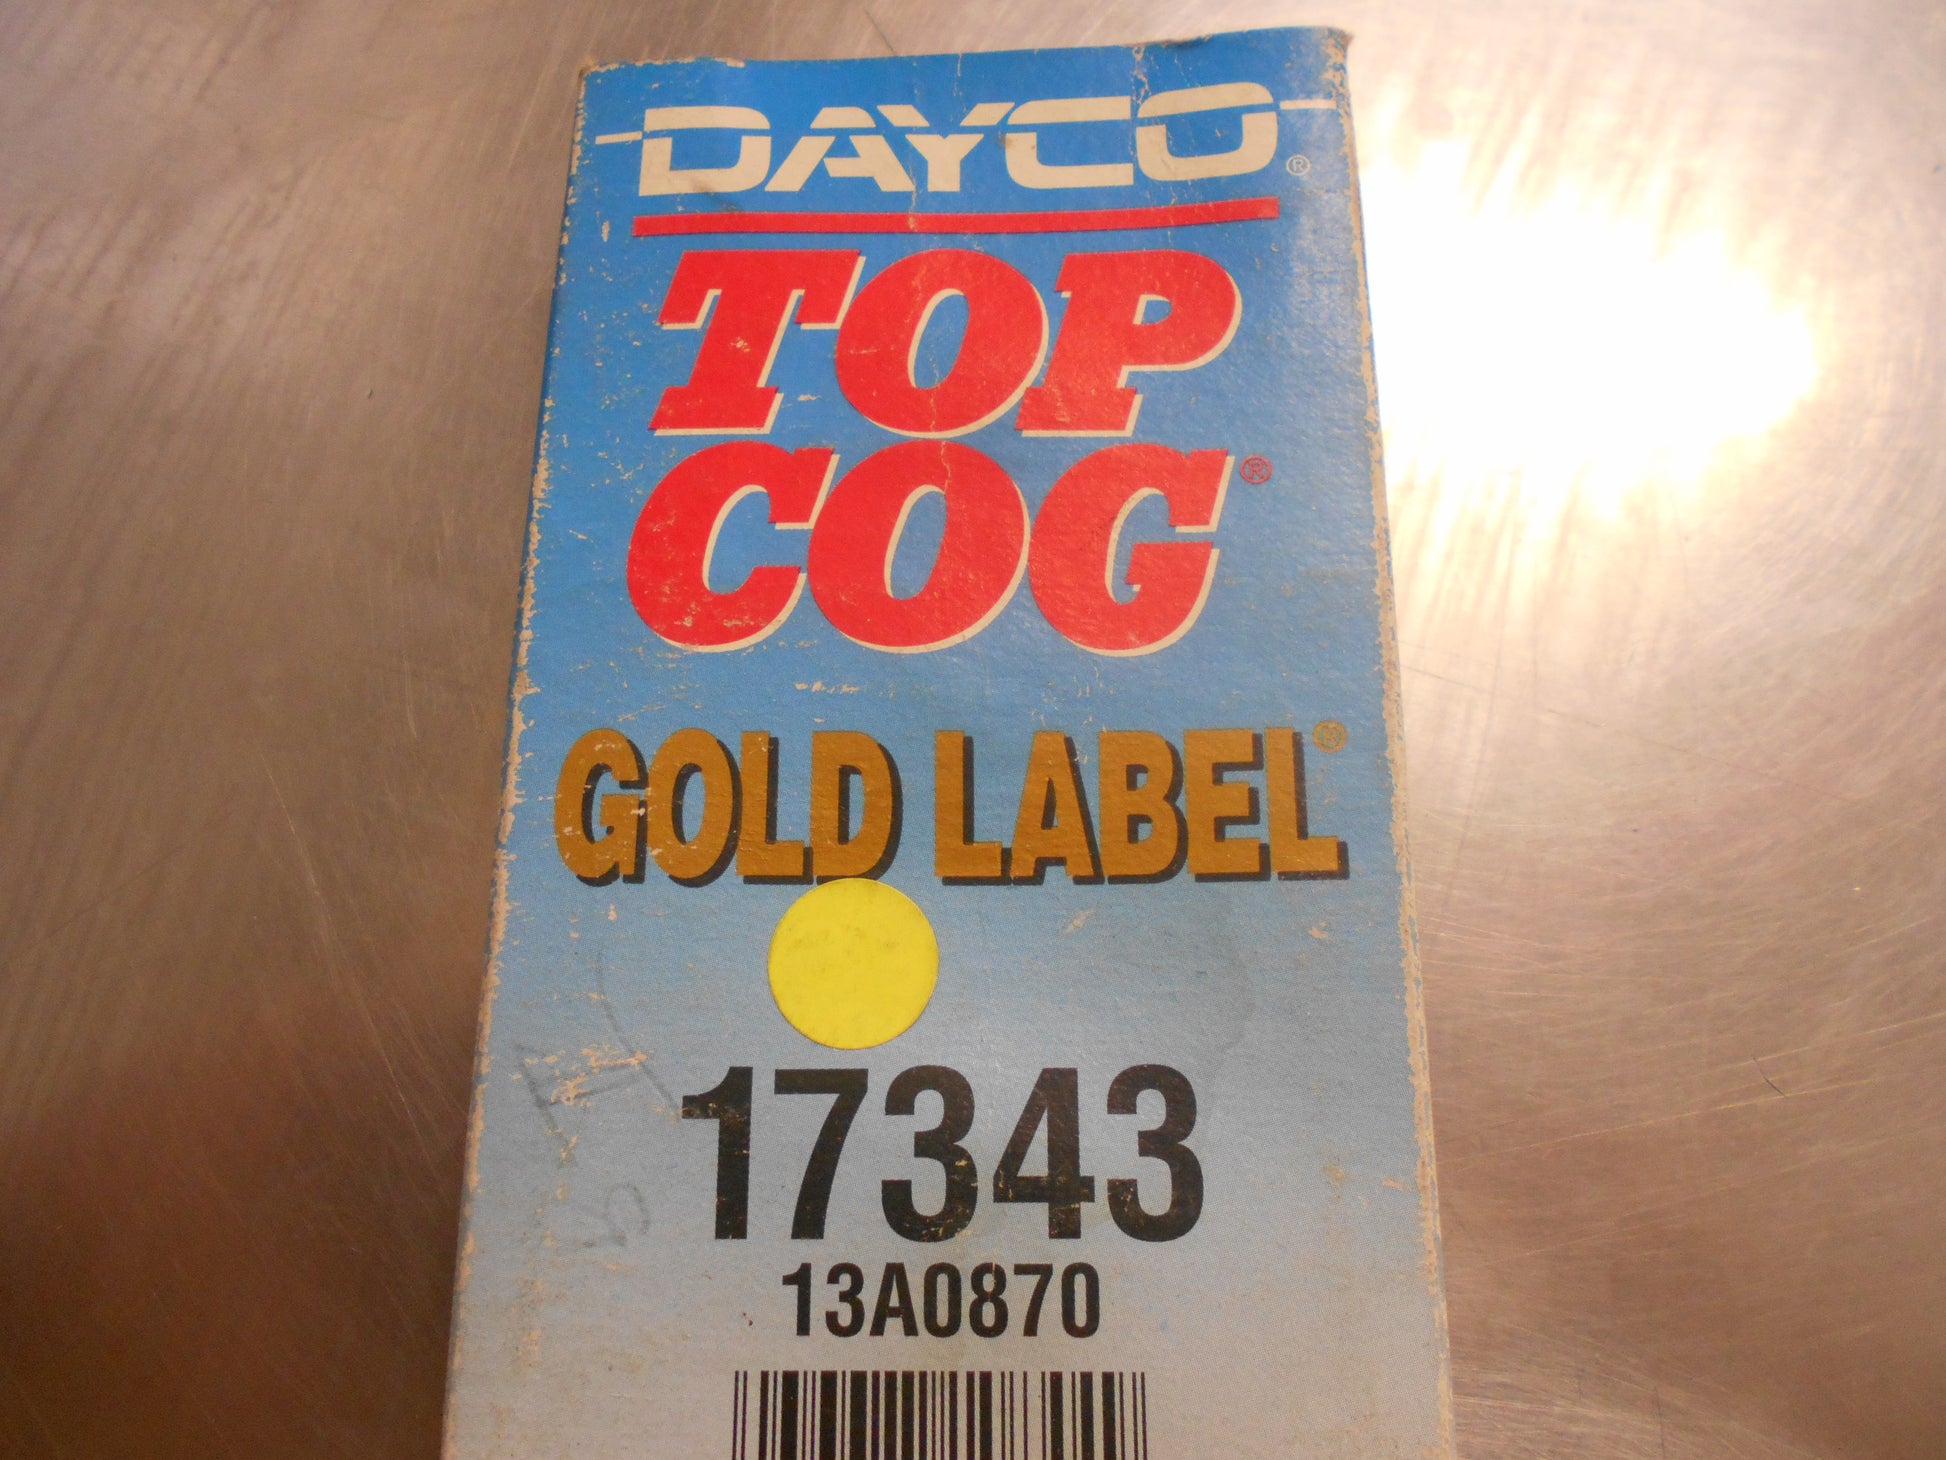 DAYCO®
TOP
COG®
GOLD LABEL®
17343
13A0870